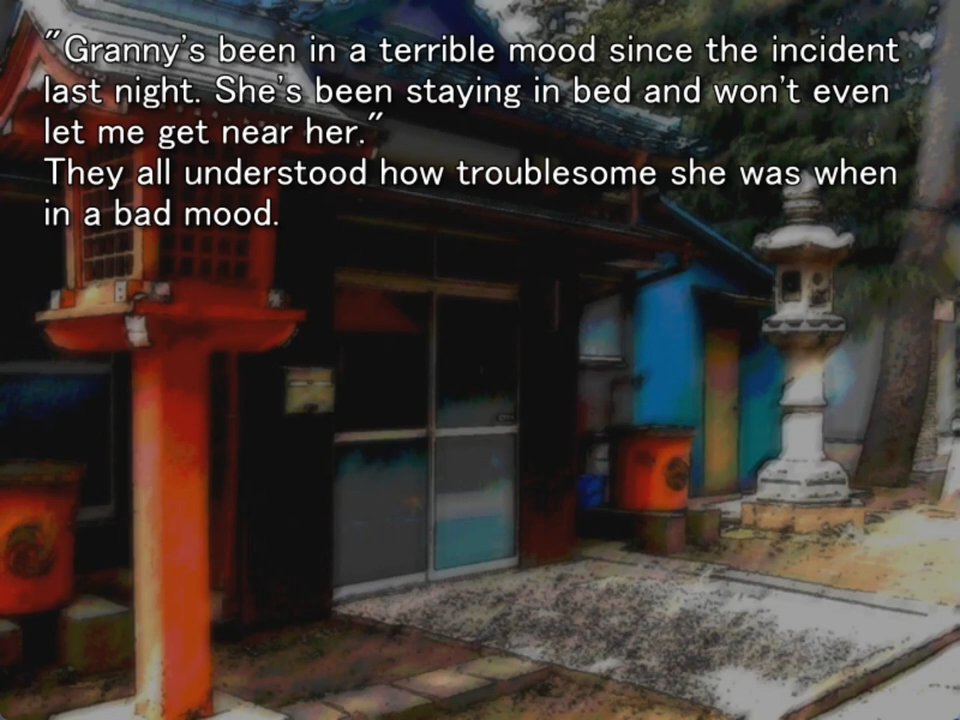 "Granny's been in a terrible mood since the incident
last night. She's been staying in bed and won't even
let me get near her."
They all understood how troublesome she was when
in a bad mood.